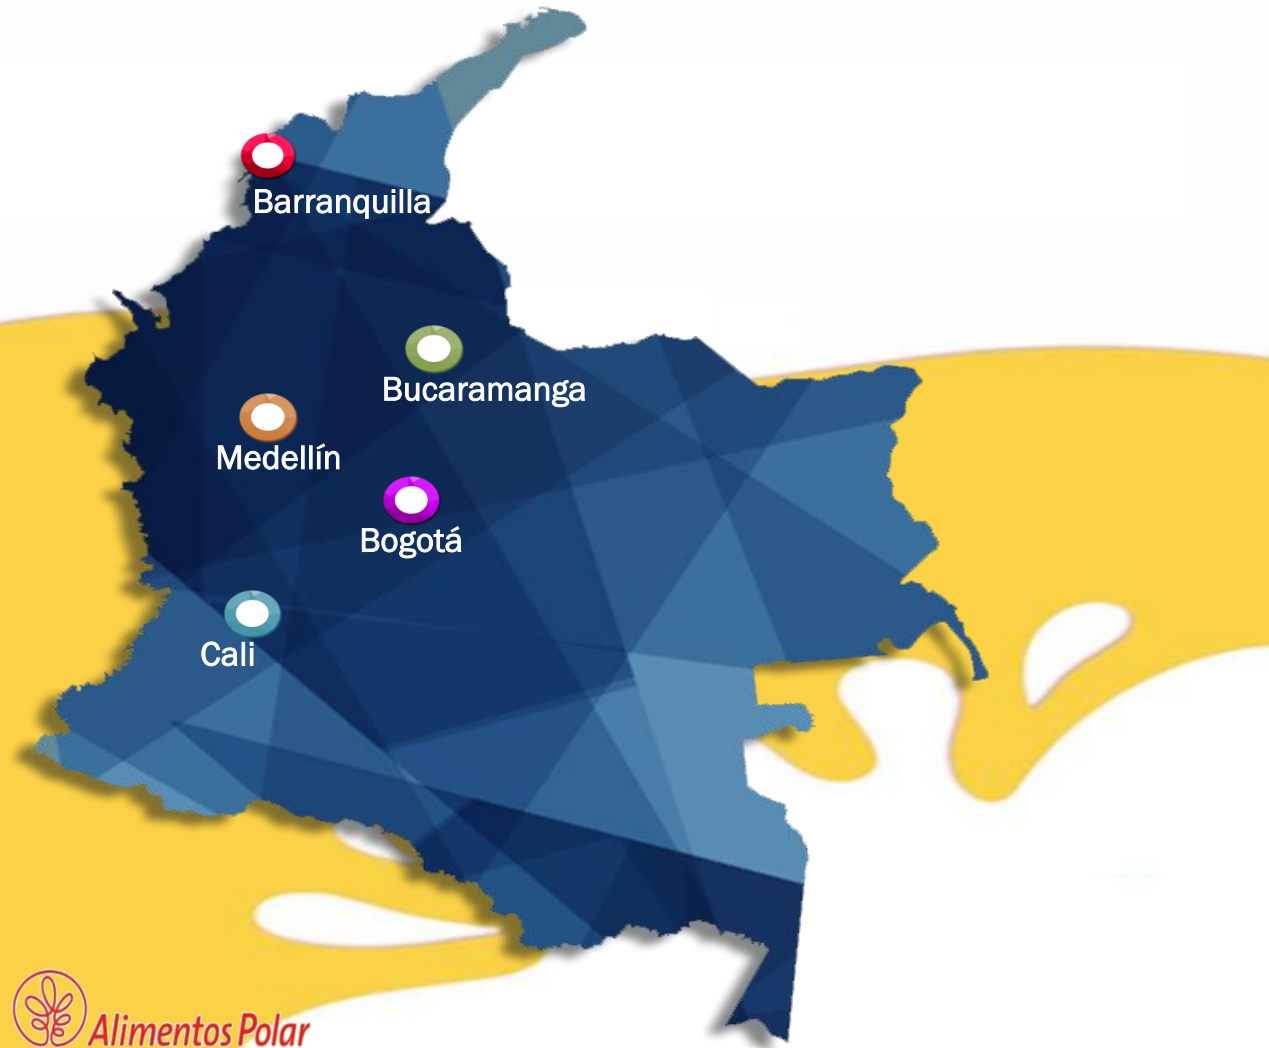 Barranquilla
Bucaramanga
Medellín
Bogotá
Cali
Alimentos Polar